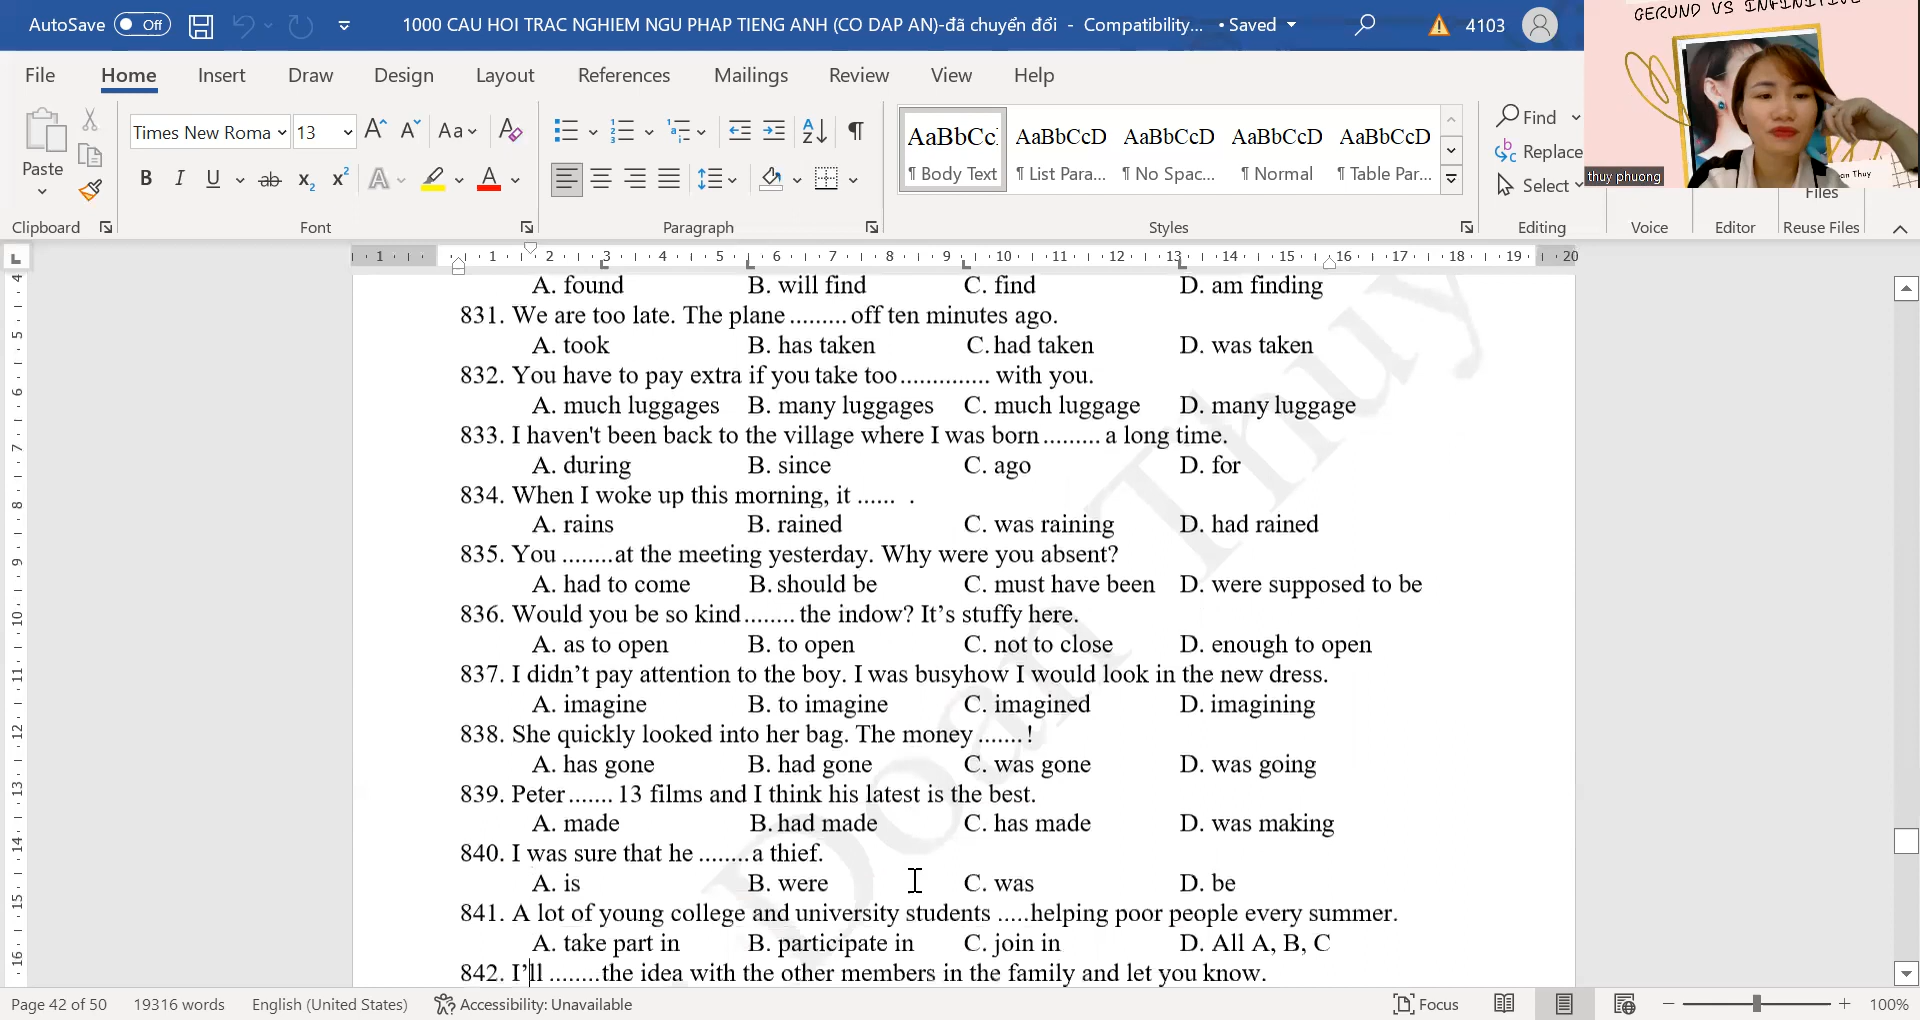 AutoSave Off 1000 CAU HOI TRAC NGHIEM NGU PHAP TIENG ANH (CO DAP AN)-đã chuyển đổi - Compatibility... • Saved 4103
GERUND VS INFINITIVE
File Home Insert Draw Design Layout References Mailings Review View Help
Times New Roma 13 Aa
AaBbCc AaBbCcD AaBbCcD AaBbCcD AaBbCcD
¶ Body Text ¶ List Para... ¶ No Spac... ¶ Normal ¶ Table Par...
Paste
Find
Replace
Select
thuy phuong
an Thuy
Files
Clipboard Font Paragraph Styles Editing Voice Editor Reuse Files
A. found B. will find C. find D. am finding
831. We are too late. The plane ......... off ten minutes ago.
A. took B. has taken C. had taken D. was taken
832. You have to pay extra if you take too.............. with you.
A. much luggages B. many luggages C. much luggage D. many luggage
833. I haven't been back to the village where I was born ......... a long time.
A. during B. since C. ago D. for
834. When I woke up this morning, it ...... .
A. rains B. rained C. was raining D. had rained
835. You ........at the meeting yesterday. Why were you absent?
A. had to come B. should be C. must have been D. were supposed to be
836. Would you be so kind........ the indow? It’s stuffy here.
A. as to open B. to open C. not to close D. enough to open
837. I didn’t pay attention to the boy. I was busyhow I would look in the new dress.
A. imagine B. to imagine C. imagined D. imagining
838. She quickly looked into her bag. The money .......!
A. has gone B. had gone C. was gone D. was going
839. Peter....... 13 films and I think his latest is the best.
A. made B. had made C. has made D. was making
840. I was sure that he ........a thief.
A. is B. were C. was D. be
841. A lot of young college and university students .....helping poor people every summer.
A. take part in B. participate in C. join in D. All A, B, C
842. I’ll ........the idea with the other members in the family and let you know.
Doan Thuy
Page 42 of 50 19316 words English (United States) Accessibility: Unavailable Focus 100%